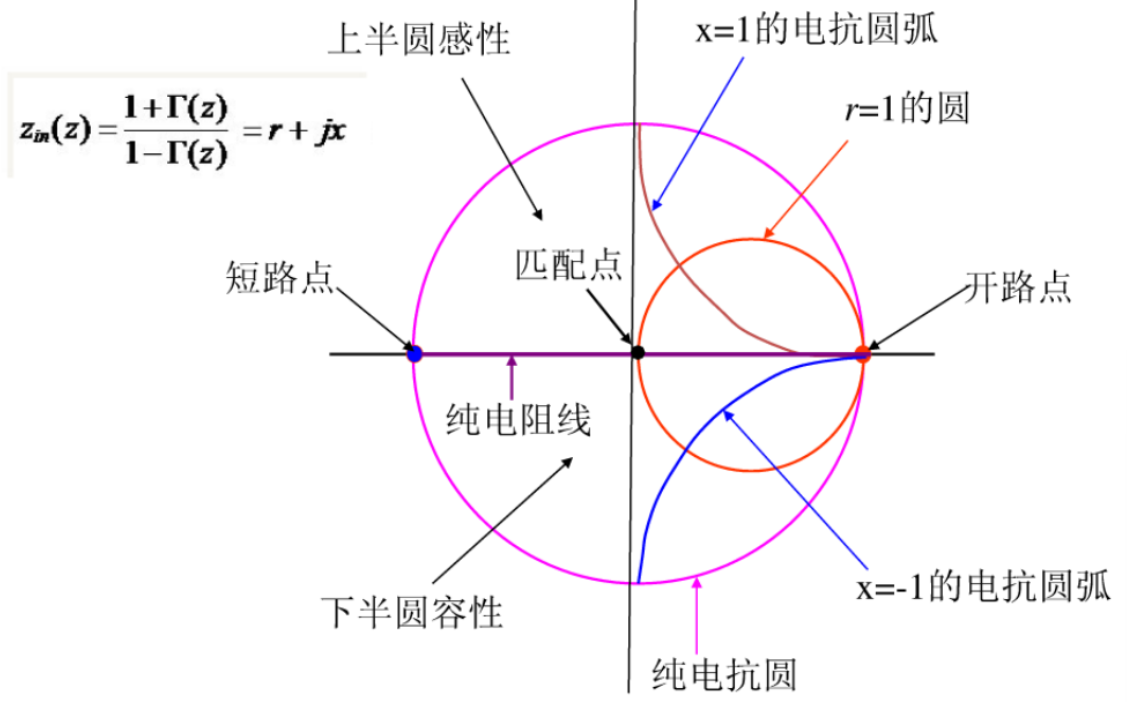 上半圆感性
x=1的电抗圆弧
z_in(z) = (1+Γ(z))/(1−Γ(z)) = r + jx
r=1的圆
匹配点
短路点
开路点
纯电阻线
下半圆容性
x=-1的电抗圆弧
纯电抗圆